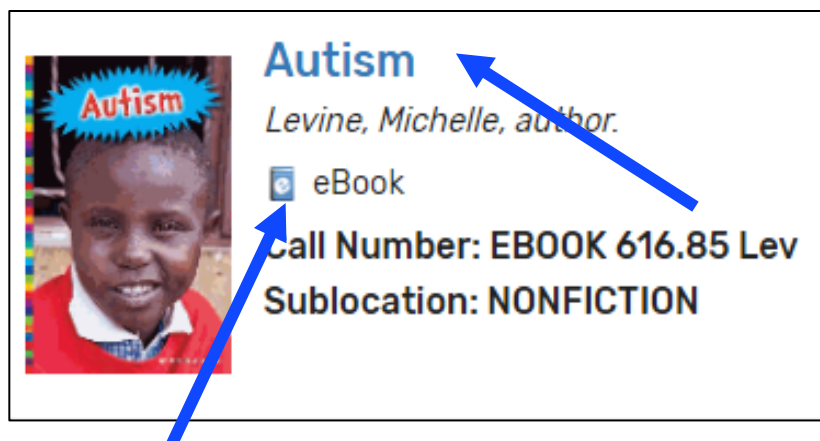 Autism
Autism
Levine, Michelle, author.
eBook
Call Number: EBOOK 616.85 Lev
Sublocation: NONFICTION